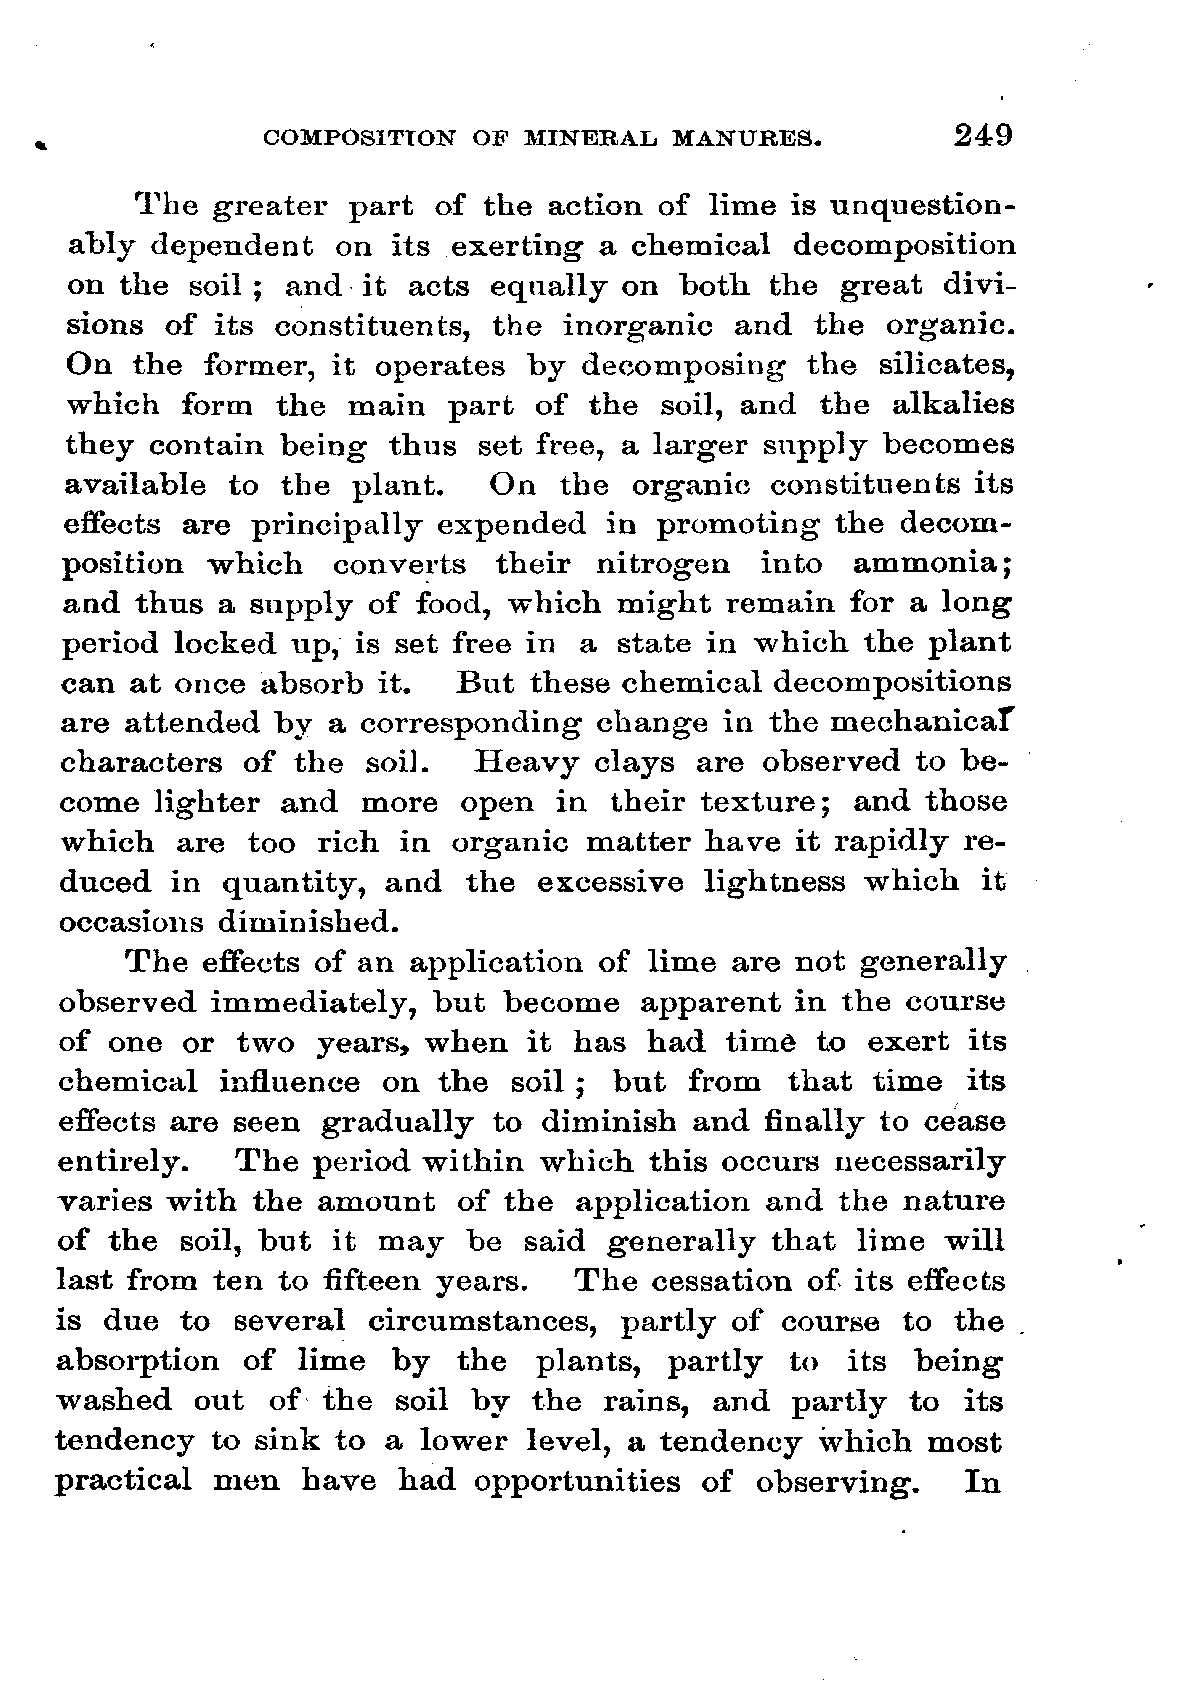 COMPOSITION OF MINERAL MANURES. 249
The greater part of the action of lime is unquestion-
ably dependent on its exerting a chemical decomposition
on the soil ; and it acts equally on both the great divi-
sions of its constituents, the inorganic and the organic.
On the former, it operates by decomposing the silicates,
which form the main part of the soil, and the alkalies
they contain being thus set free, a larger supply becomes
available to the plant. On the organic constituents its
effects are principally expended in promoting the decom-
position which converts their nitrogen into ammonia;
and thus a supply of food, which might remain for a long
period locked up, is set free in a state in which the plant
can at once absorb it. But these chemical decompositions
are attended by a corresponding change in the mechanical
characters of the soil. Heavy clays are observed to be-
come lighter and more open in their texture; and those
which are too rich in organic matter have it rapidly re-
duced in quantity, and the excessive lightness which it
occasions diminished.
The effects of an application of lime are not generally
observed immediately, but become apparent in the course
of one or two years, when it has had time to exert its
chemical influence on the soil ; but from that time its
effects are seen gradually to diminish and finally to cease
entirely. The period within which this occurs necessarily
varies with the amount of the application and the nature
of the soil, but it may be said generally that lime will
last from ten to fifteen years. The cessation of its effects
is due to several circumstances, partly of course to the
absorption of lime by the plants, partly to its being
washed out of the soil by the rains, and partly to its
tendency to sink to a lower level, a tendency which most
practical men have had opportunities of observing. In